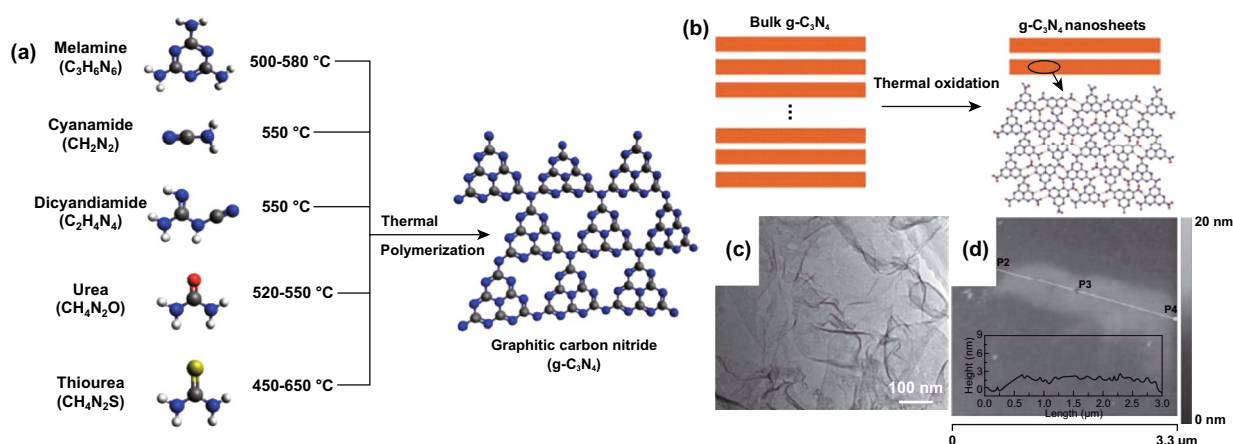 (a)
Melamine
(C₃H₆N₆)
500-580 °C
Cyanamide
(CH₂N₂)
550 °C
Dicyandiamide
(C₂H₄N₄)
550 °C
Urea
(CH₄N₂O)
520-550 °C
Thiourea
(CH₄N₂S)
450-650 °C
Thermal
Polymerization
Graphitic carbon nitride
(g-C₃N₄)
(b)
Bulk g-C₃N₄
Thermal oxidation
g-C₃N₄ nanosheets
(c)
100 nm
(d)
P2
P3
P4
Height (nm)
9
6
3
0
0.0 0.5 1.0 1.5 2.0 2.5 3.0
Length (μm)
20 nm
0 nm
0 3.3 μm